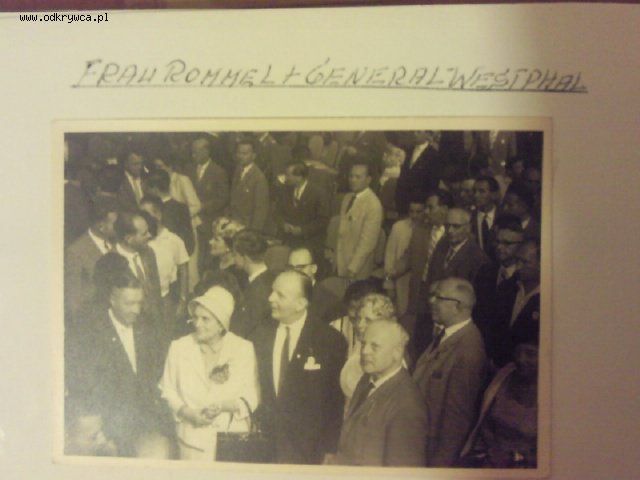 www.odkrywca.pl
FRAU ROMMEL + GENERAL-WESTPHAL